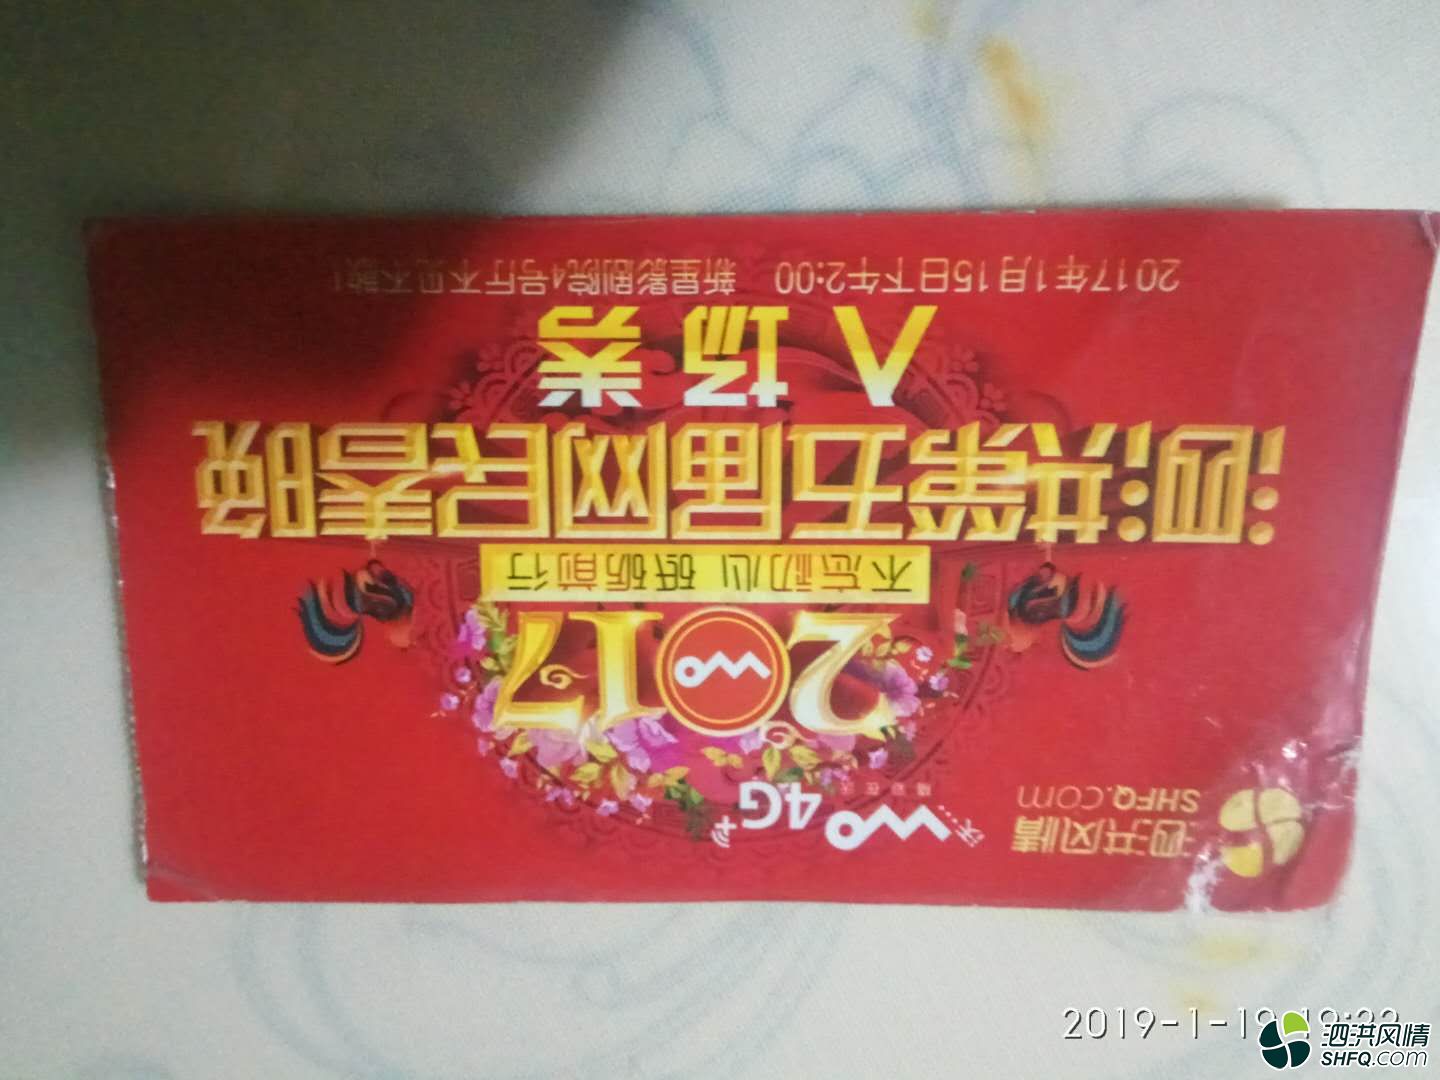 泗洪风情
SHFQ.com
沃
4G+
2017
不忘初心 砥砺前行
泗洪第五届网民春晚
入场券
2017年1月15日下午2:00 新星影剧院4号厅不见不散！
2019-1-19 19:22
泗洪风情
SHFQ.com